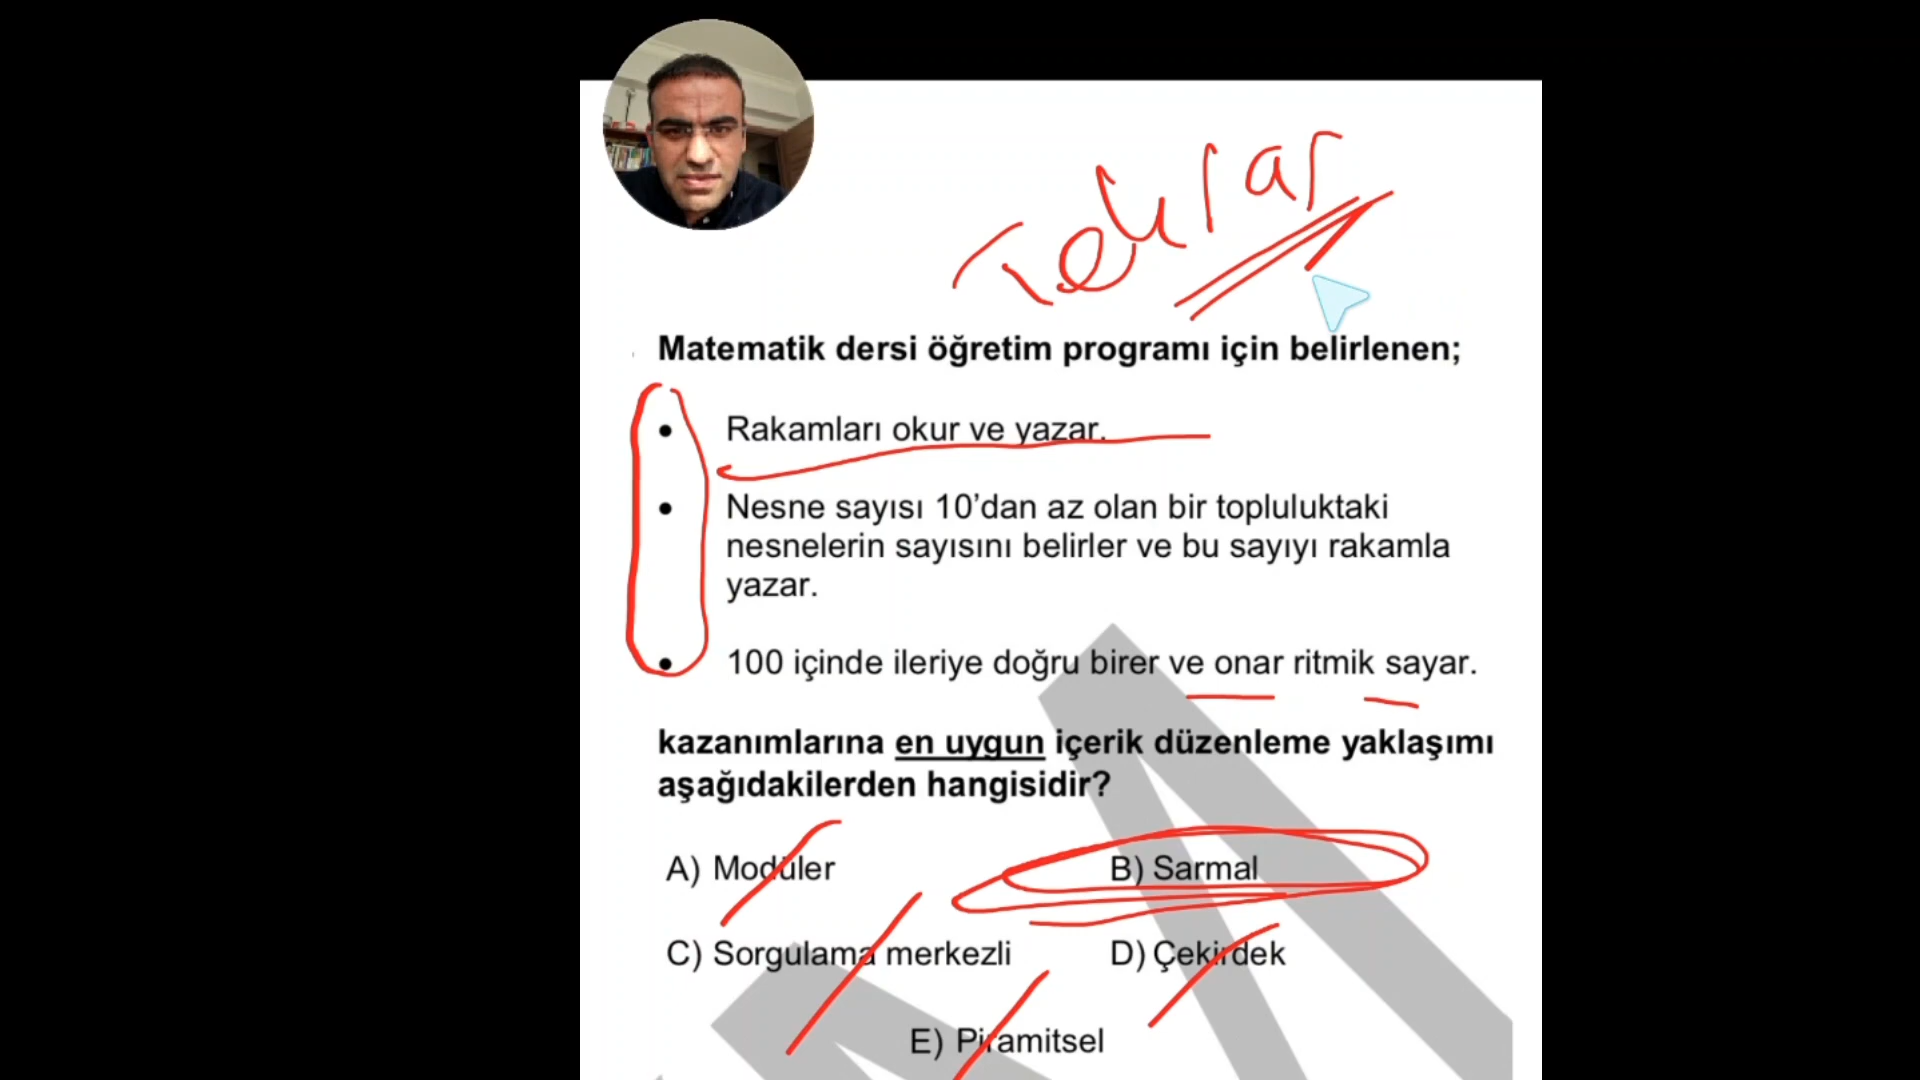 Tekrar
Matematik dersi öğretim programı için belirlenen;
• Rakamları okur ve yazar.
• Nesne sayısı 10’dan az olan bir topluluktaki
nesnelerin sayısını belirler ve bu sayıyı rakamla
yazar.
• 100 içinde ileriye doğru birer ve onar ritmik sayar.
kazanımlarına en uygun içerik düzenleme yaklaşımı
aşağıdakilerden hangisidir?
A) Modüler B) Sarmal
C) Sorgulama merkezli D) Çekirdek
E) Piramitsel